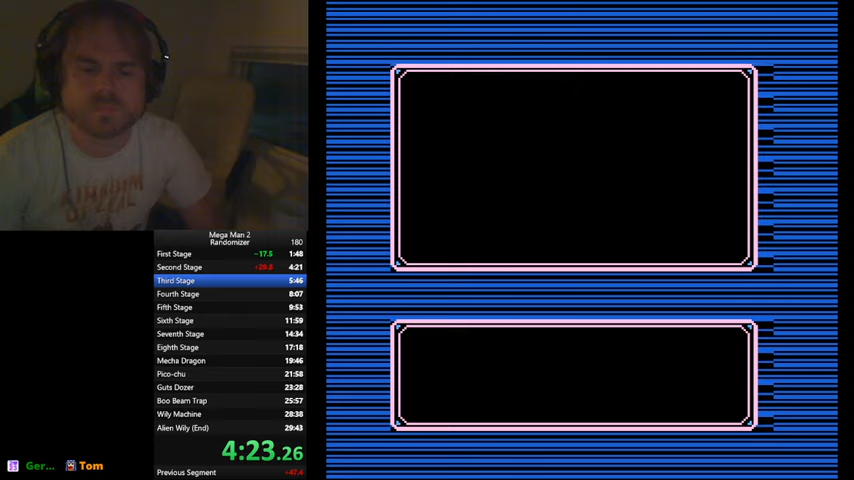 Mega Man 2
Randomizer 180
First Stage -17.5 1:48
Second Stage 4:21
Third Stage 5:46
Fourth Stage 8:07
Fifth Stage 9:53
Sixth Stage 11:59
Seventh Stage 14:34
Eighth Stage 17:18
Mecha Dragon 19:46
Pico-chu 21:58
Guts Dozer 23:28
Boo Beam Trap 25:57
Wily Machine 28:38
Alien Wily (End) 29:43
4:23.26
Previous Segment +47.4
Ger... Tom